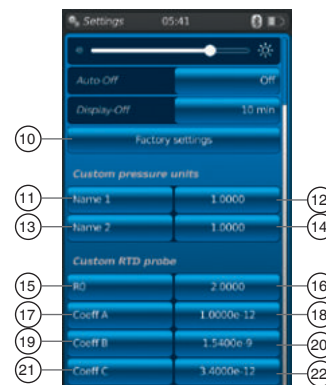 Settings 05:41
Auto-Off Off
Display-Off 10 min
10 Factory settings
Custom pressure units
11 Name 1 1.0000 12
13 Name 2 1.0000 14
Custom RTD probe
15 R0 2.0000 16
17 Coeff A 1.0000e-12 18
19 Coeff B 1.5400e-9 20
21 Coeff C 3.4000e-12 22